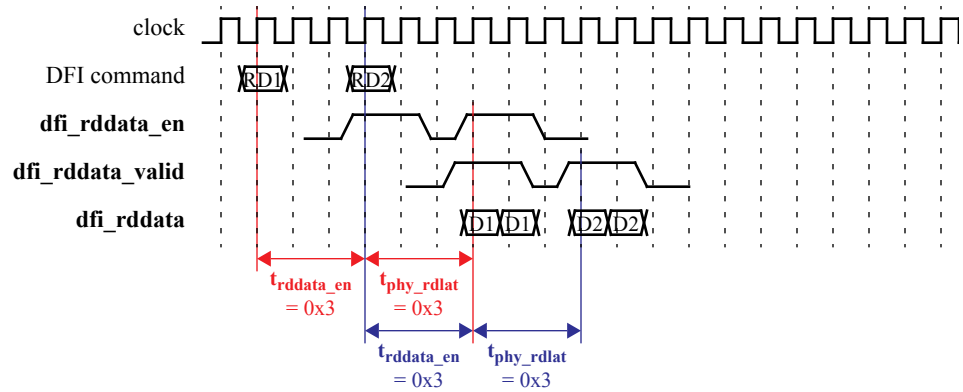 clock
DFI command
RD1 RD2
dfi_rddata_en
dfi_rddata_valid
dfi_rddata
D1 D1 D2 D2
trddata_en tphy_rdlat
= 0x3 = 0x3
trddata_en tphy_rdlat
= 0x3 = 0x3